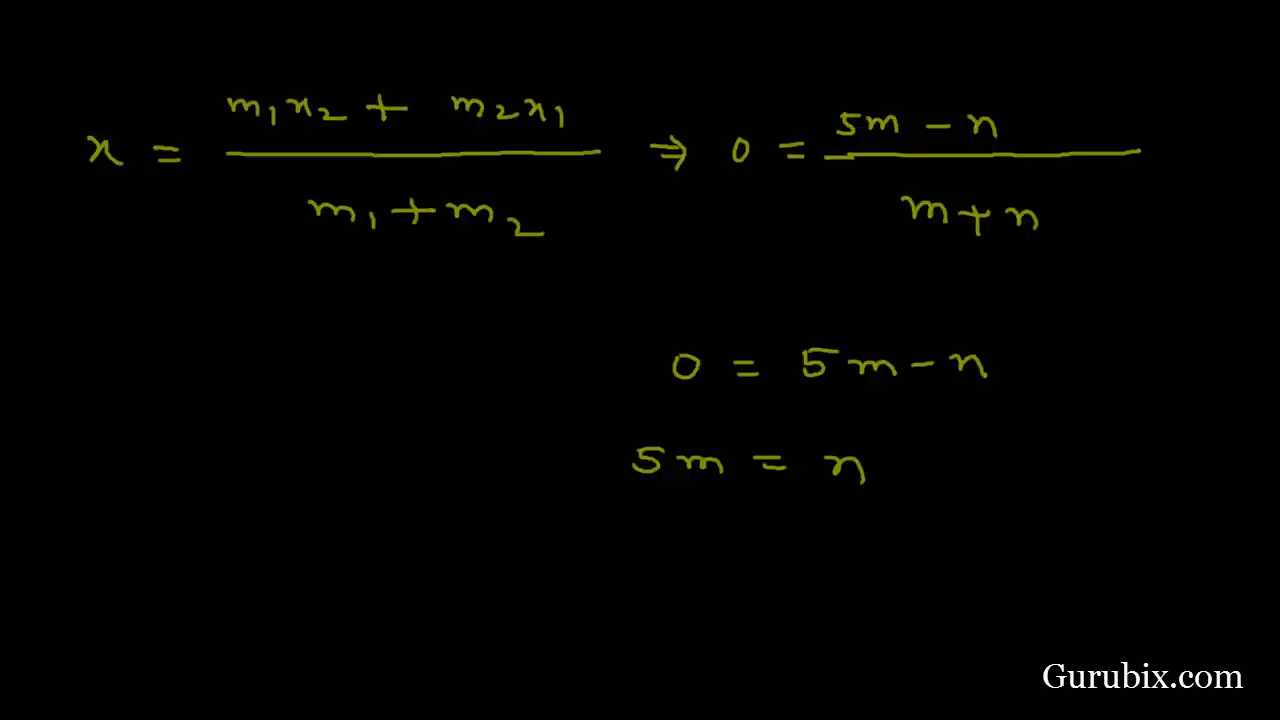 x = (m₁x₂ + m₂x₁) / (m₁ + m₂) ⇒ 0 = (5m - n) / (m + n)
0 = 5m - n
5m = n
Gurubix.com